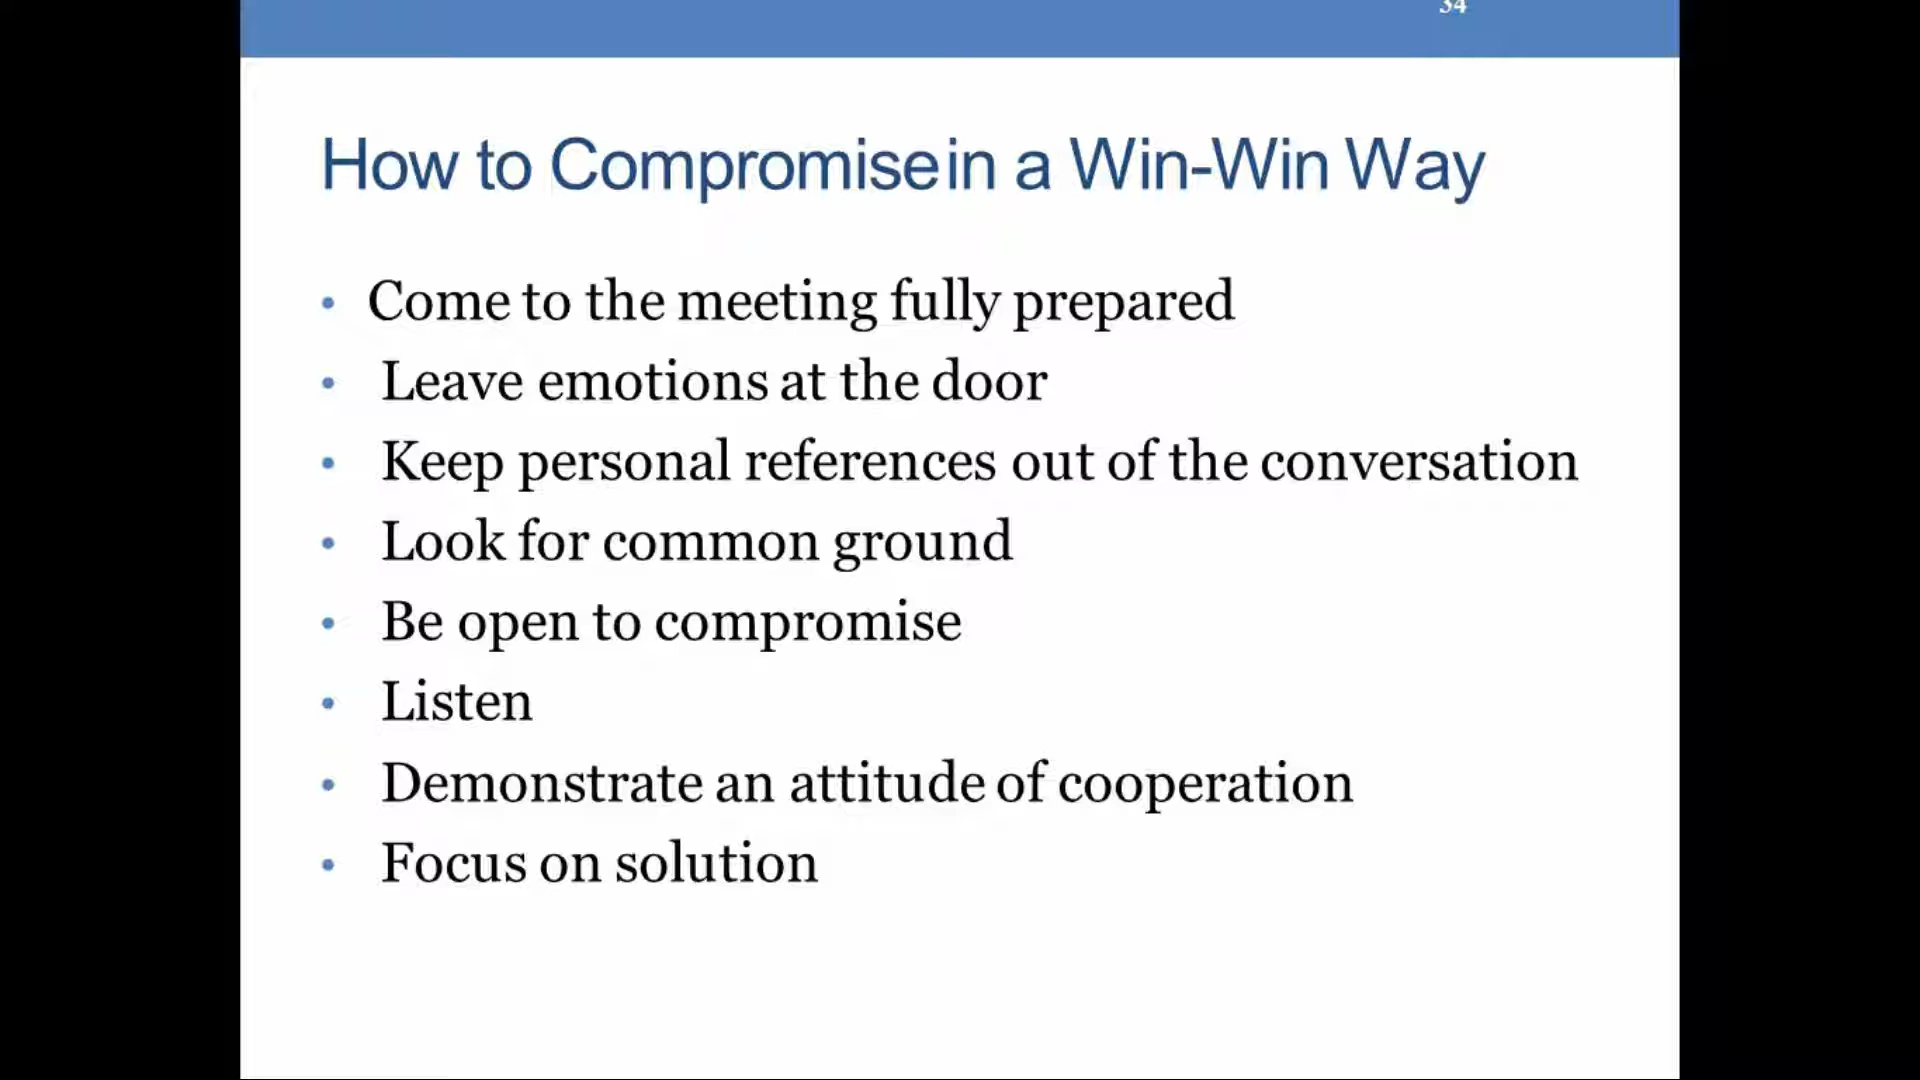 34
How to Compromise in a Win-Win Way
• Come to the meeting fully prepared
• Leave emotions at the door
• Keep personal references out of the conversation
• Look for common ground
• Be open to compromise
• Listen
• Demonstrate an attitude of cooperation
• Focus on solution